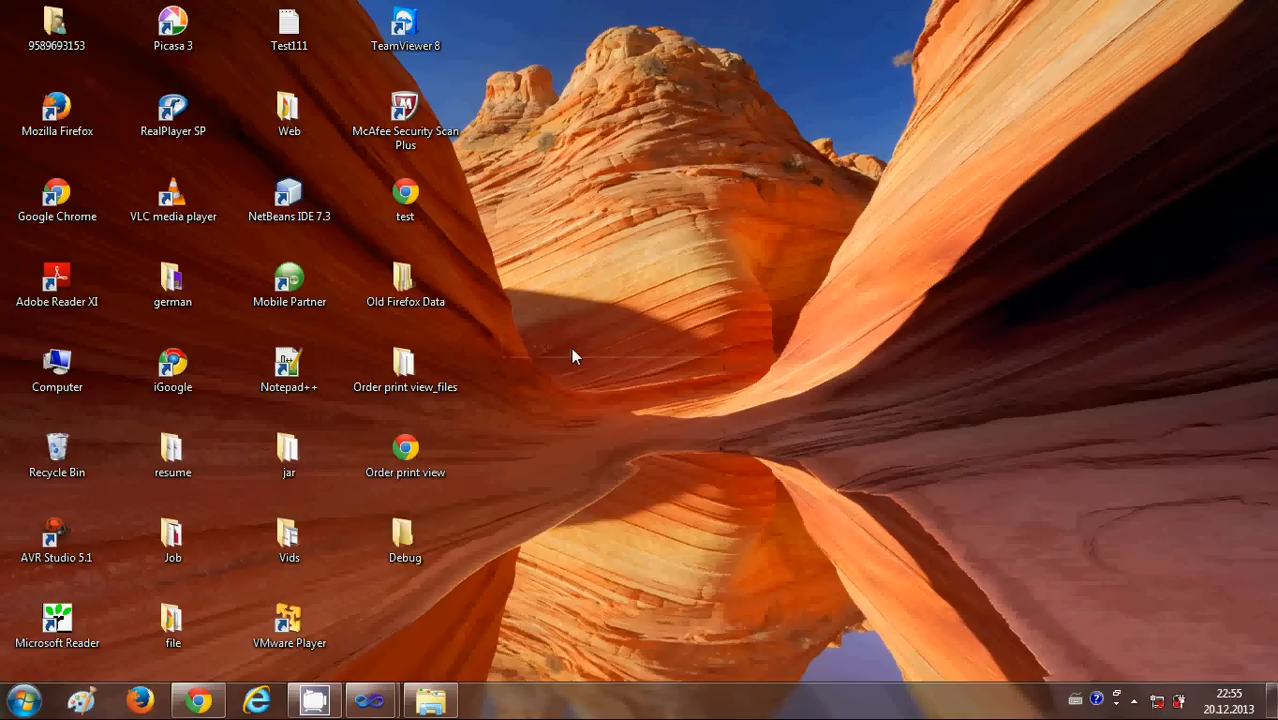 9589693153
Picasa 3
Test111
TeamViewer 8
Mozilla Firefox
RealPlayer SP
Web
McAfee Security Scan
Plus
Google Chrome
VLC media player
NetBeans IDE 7.3
test
Adobe Reader XI
german
Mobile Partner
Old Firefox Data
Computer
iGoogle
Notepad++
Order print view_files
Recycle Bin
resume
jar
Order print view
AVR Studio 5.1
Job
Vids
Debug
Microsoft Reader
file
VMware Player
22:55
20.12.2013